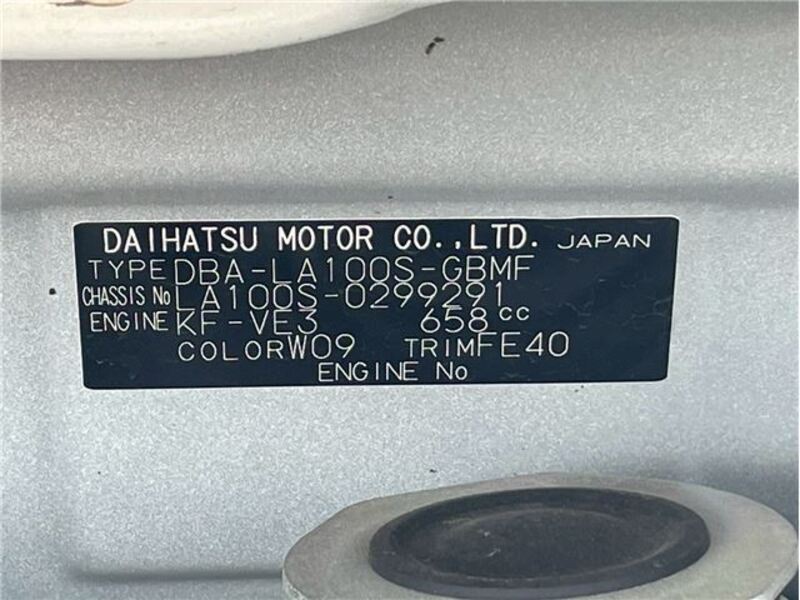 DAIHATSU MOTOR CO.,LTD. JAPAN
TYPE DBA-LA100S-GBMF
CHASSIS No LA100S-0299291
ENGINE KF-VE3 658cc
COLOR W09 TRIM FE40
ENGINE No